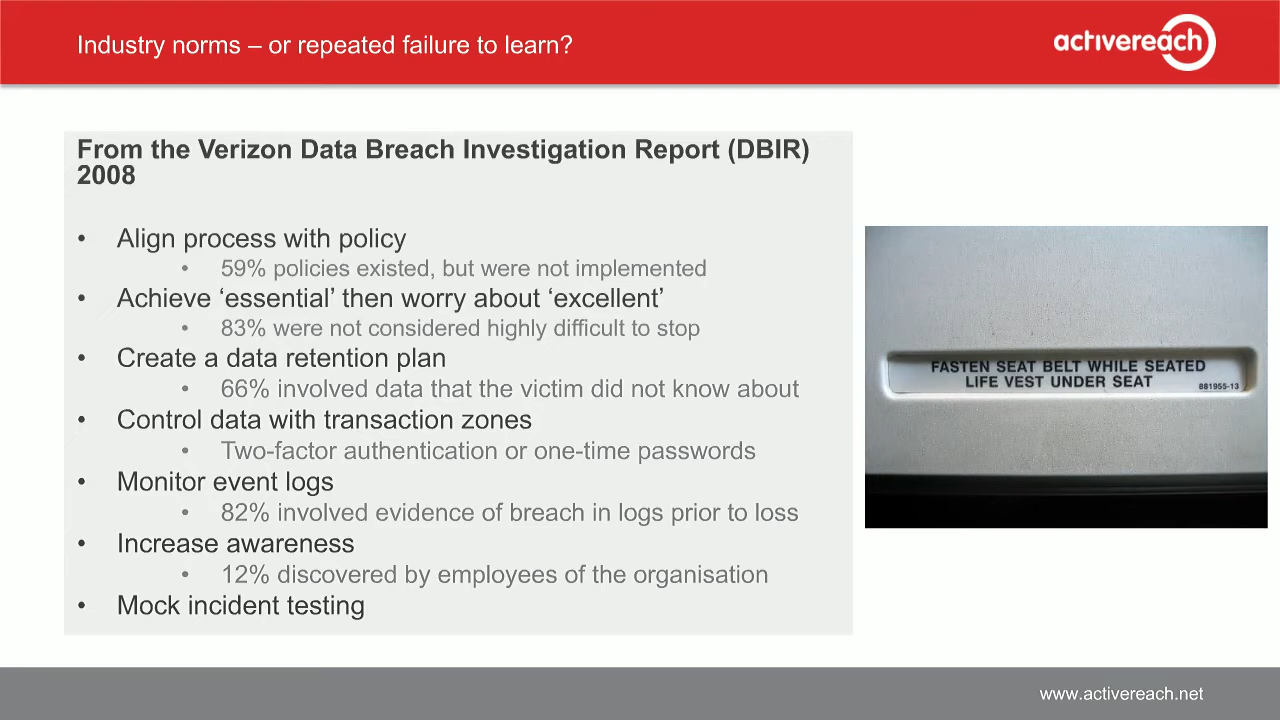 Industry norms – or repeated failure to learn?
activereach
From the Verizon Data Breach Investigation Report (DBIR)
2008
• Align process with policy
• 59% policies existed, but were not implemented
• Achieve ‘essential’ then worry about ‘excellent’
• 83% were not considered highly difficult to stop
• Create a data retention plan
• 66% involved data that the victim did not know about
• Control data with transaction zones
• Two-factor authentication or one-time passwords
• Monitor event logs
• 82% involved evidence of breach in logs prior to loss
• Increase awareness
• 12% discovered by employees of the organisation
• Mock incident testing
FASTEN SEAT BELT WHILE SEATED
LIFE VEST UNDER SEAT
881955-13
www.activereach.net